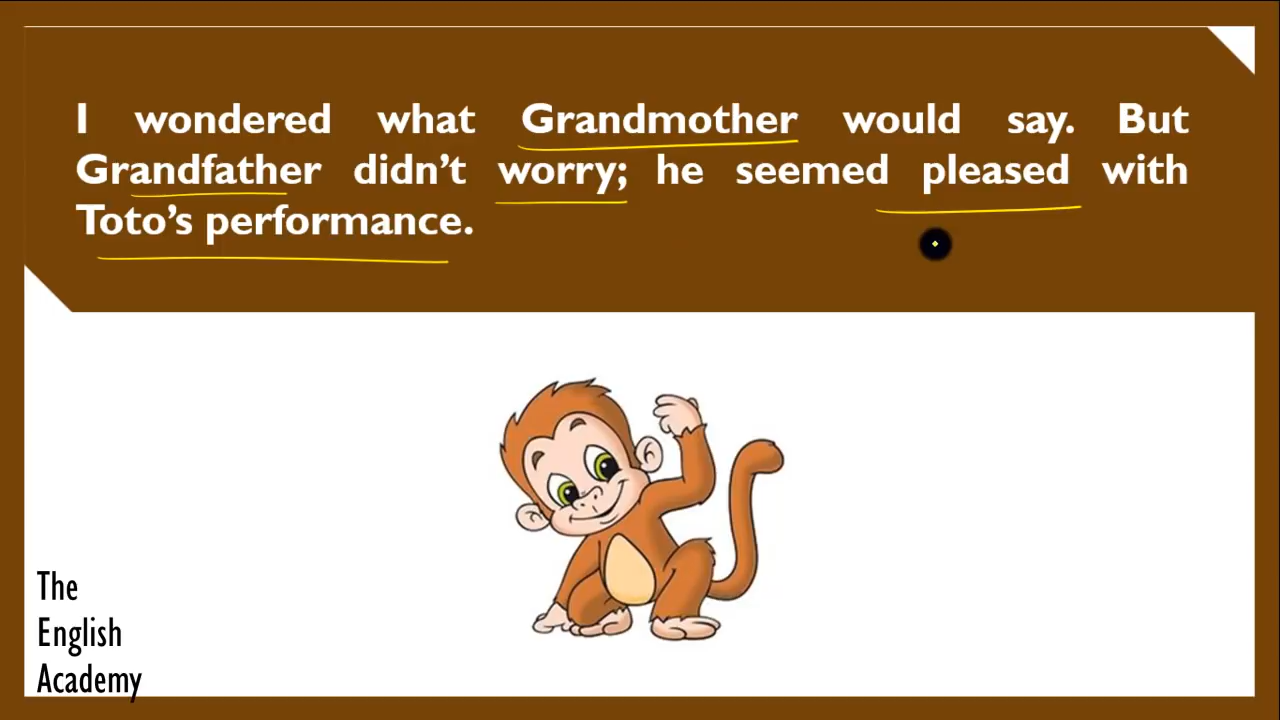 I wondered what Grandmother would say. But
Grandfather didn’t worry; he seemed pleased with
Toto’s performance.
The
English
Academy